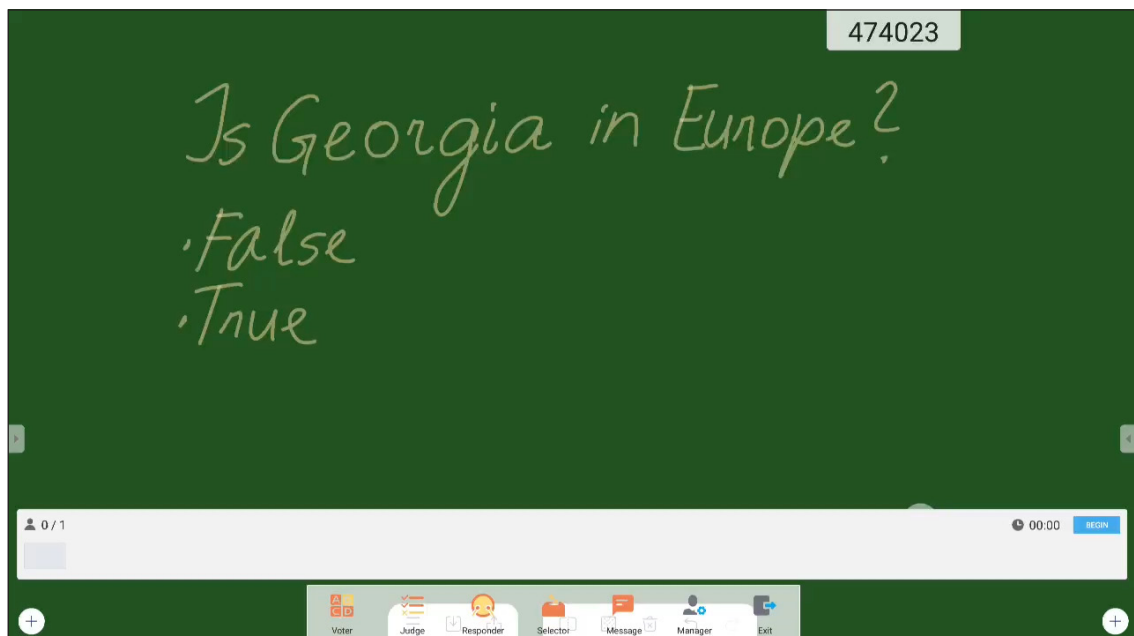 474023
Is Georgia in Europe?
·False
·True
0/1
00:00 BEGIN
A
C D
Voter Judge Responder Selector Message Manager Exit